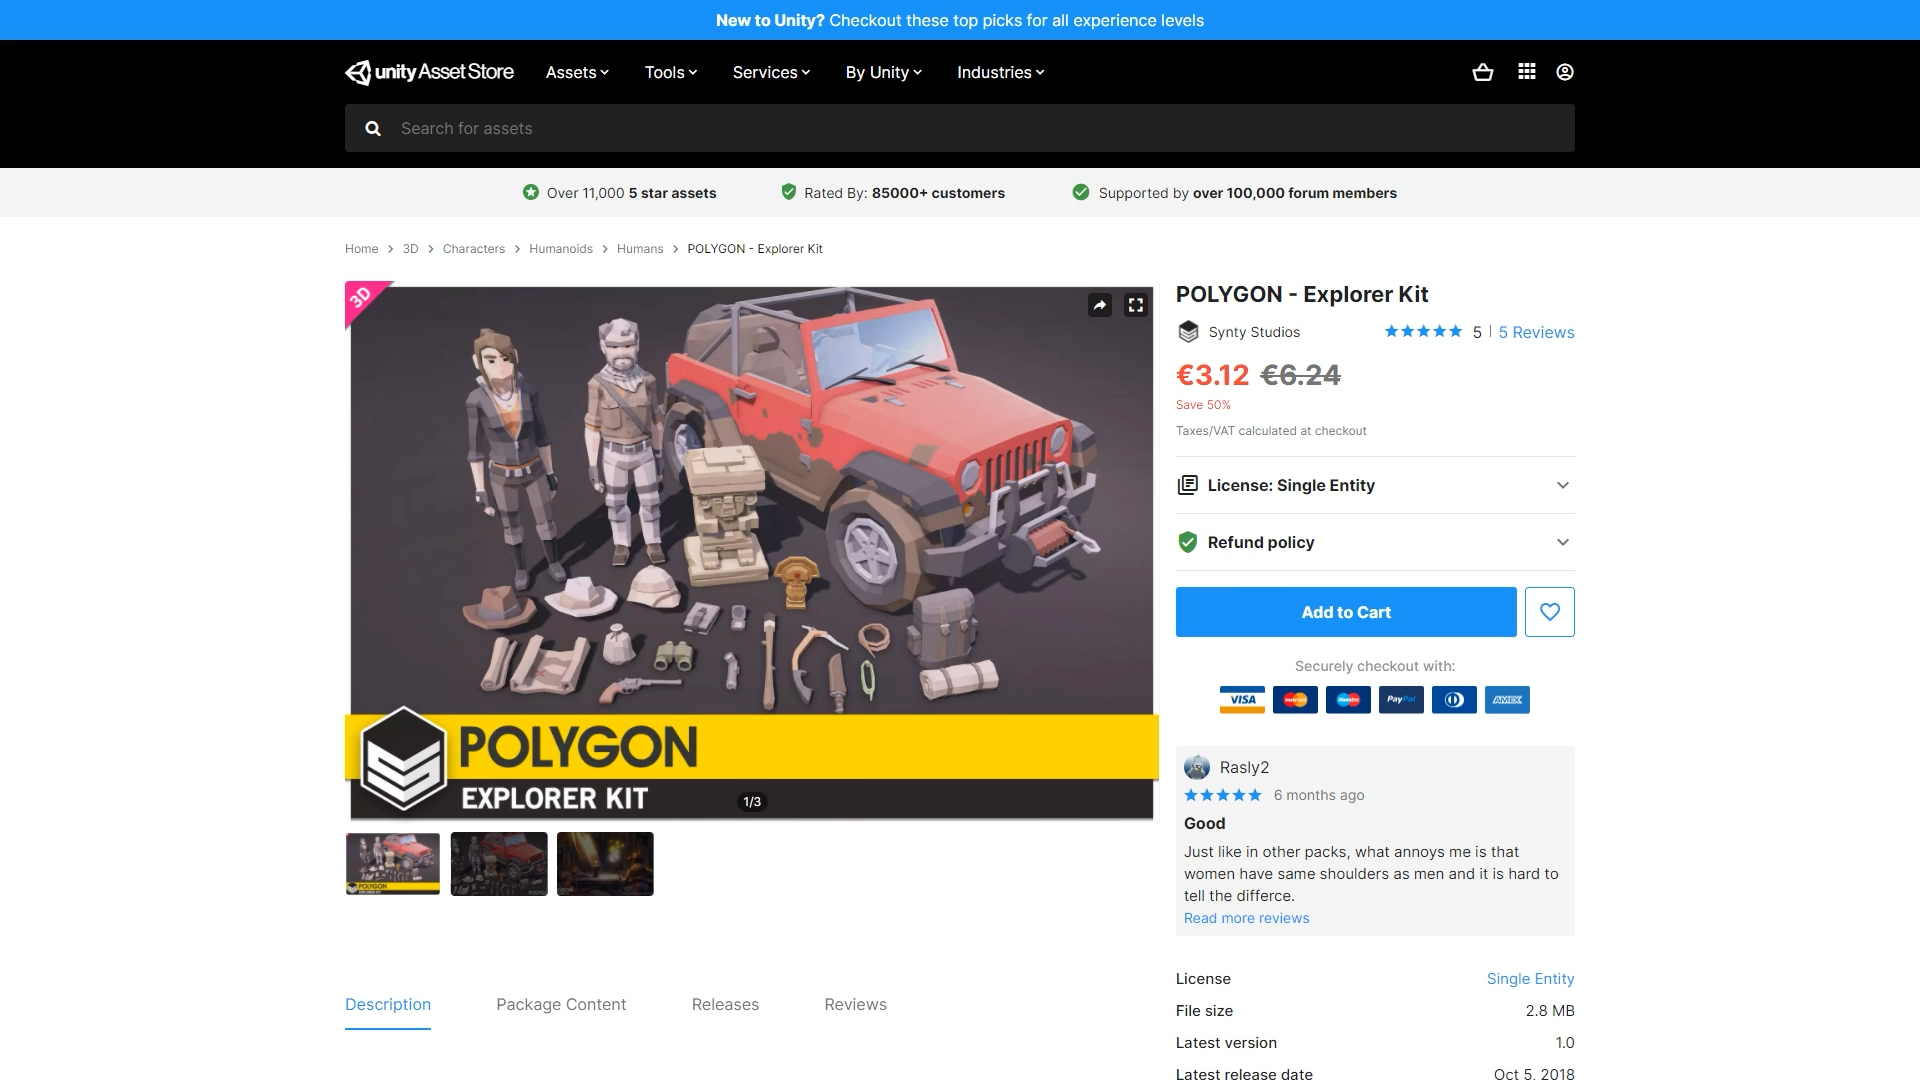 New to Unity? Checkout these top picks for all experience levels
unity Asset Store
Assets
Tools
Services
By Unity
Industries
Search for assets
Over 11,000 5 star assets
Rated By: 85000+ customers
Supported by over 100,000 forum members
Home > 3D > Characters > Humanoids > Humans > POLYGON - Explorer Kit
3D
POLYGON
EXPLORER KIT
1/3
POLYGON - Explorer Kit
Synty Studios
5 | 5 Reviews
€3.12 €6.24
Save 50%
Taxes/VAT calculated at checkout
License: Single Entity
Refund policy
Add to Cart
Securely checkout with:
VISA
PayPal
AMEX
Rasly2
6 months ago
Good
Just like in other packs, what annoys me is that
women have same shoulders as men and it is hard to
tell the differce.
Read more reviews
License Single Entity
File size 2.8 MB
Latest version 1.0
Latest release date Oct 5, 2018
Description
Package Content
Releases
Reviews